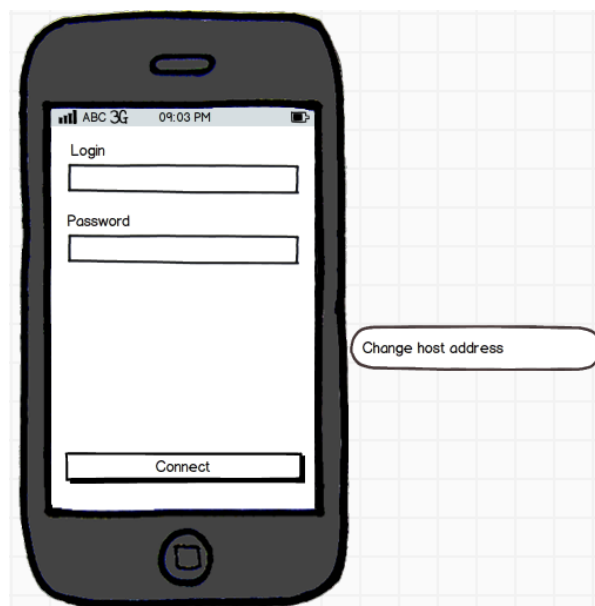 ABC 3G 09:03 PM
Login
Password
Change host address
Connect